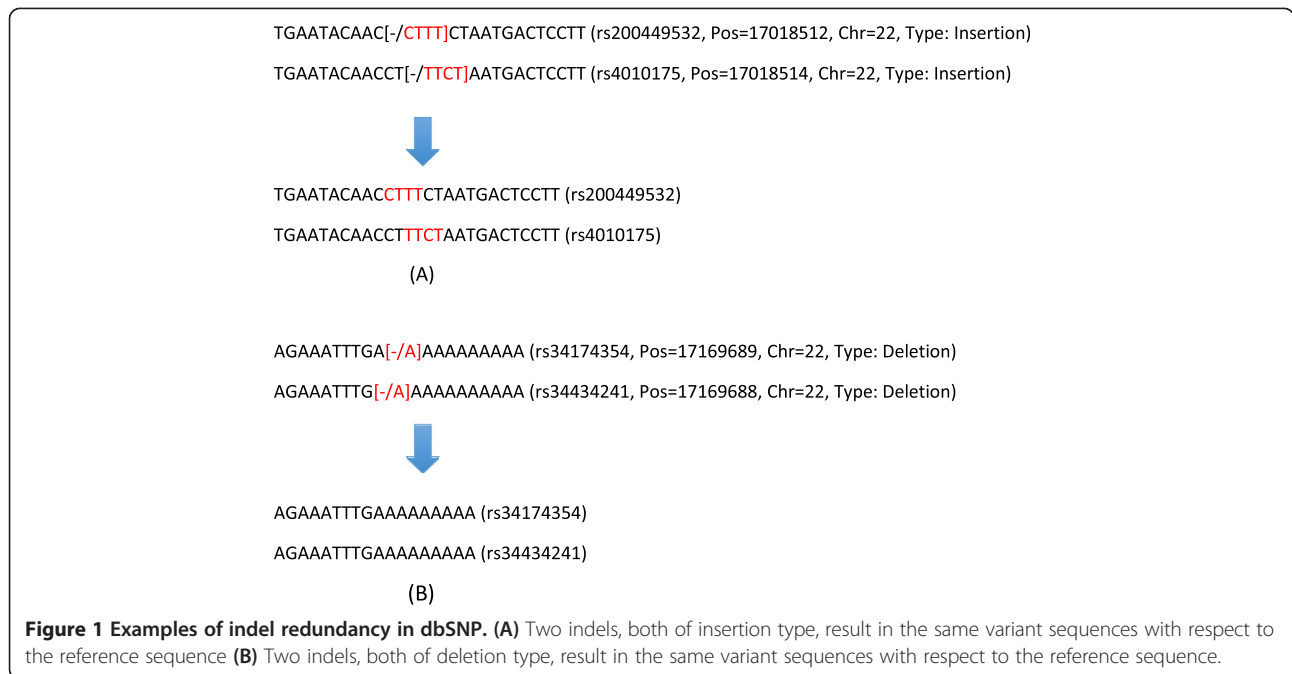 TGAATACAAC[-/CTTT]CTAATGACTCCTT (rs200449532, Pos=17018512, Chr=22, Type: Insertion)
TGAATACAACCT[-/TTCT]AATGACTCCTT (rs4010175, Pos=17018514, Chr=22, Type: Insertion)
TGAATACAACCTTTCTAATGACTCCTT (rs200449532)
TGAATACAACCTTTCTAATGACTCCTT (rs4010175)
(A)
AGAAATTTGA[-/A]AAAAAAAAA (rs34174354, Pos=17169689, Chr=22, Type: Deletion)
AGAAATTTG[-/A]AAAAAAAAAA (rs34434241, Pos=17169688, Chr=22, Type: Deletion)
AGAAATTTGAAAAAAAAA (rs34174354)
AGAAATTTGAAAAAAAAA (rs34434241)
(B)
Figure 1 Examples of indel redundancy in dbSNP. (A) Two indels, both of insertion type, result in the same variant sequences with respect to
the reference sequence (B) Two indels, both of deletion type, result in the same variant sequences with respect to the reference sequence.